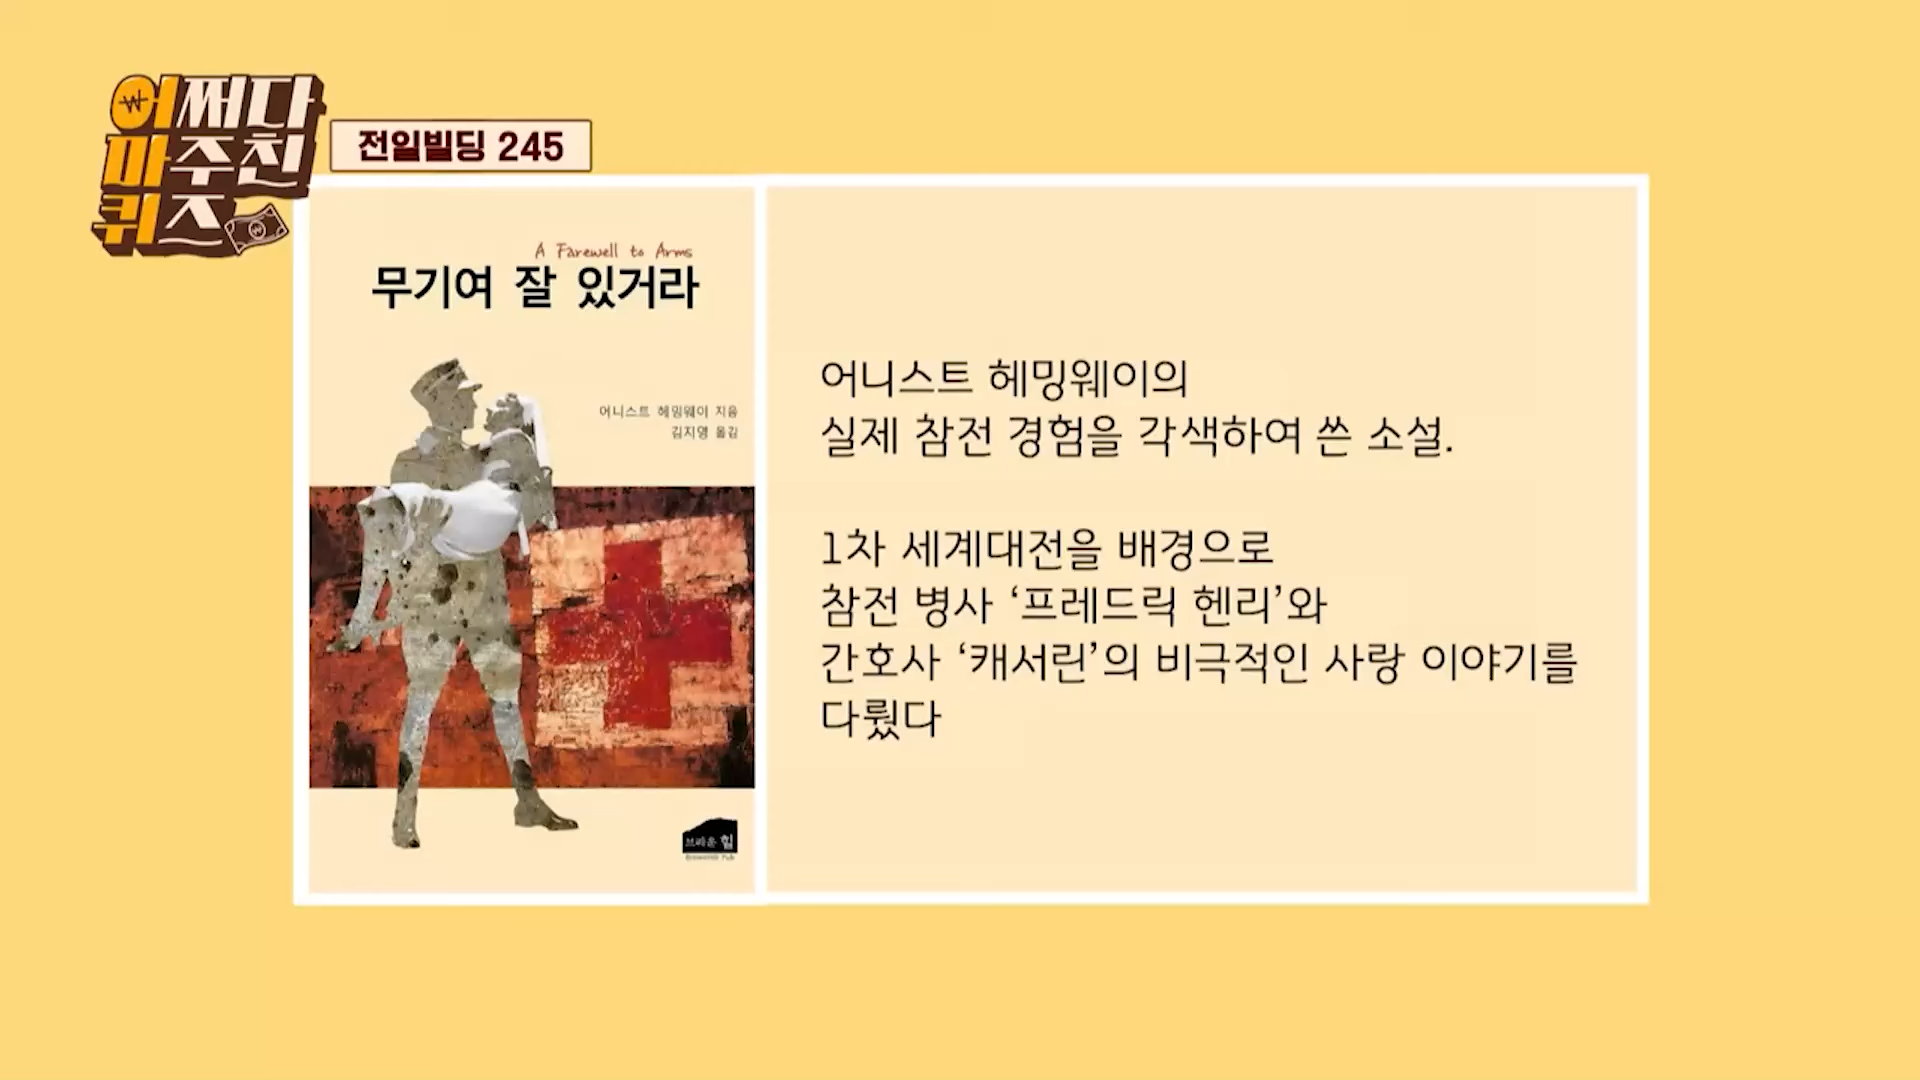 어쩌다
마주친
퀴즈
전일빌딩 245
A Farewell to Arms
무기여 잘 있거라
어니스트 헤밍웨이 지음
김지영 옮김
브라운 힐
어니스트 헤밍웨이의
실제 참전 경험을 각색하여 쓴 소설.
1차 세계대전을 배경으로
참전 병사 ‘프레드릭 헨리’와
간호사 ‘캐서린’의 비극적인 사랑 이야기를
다뤘다